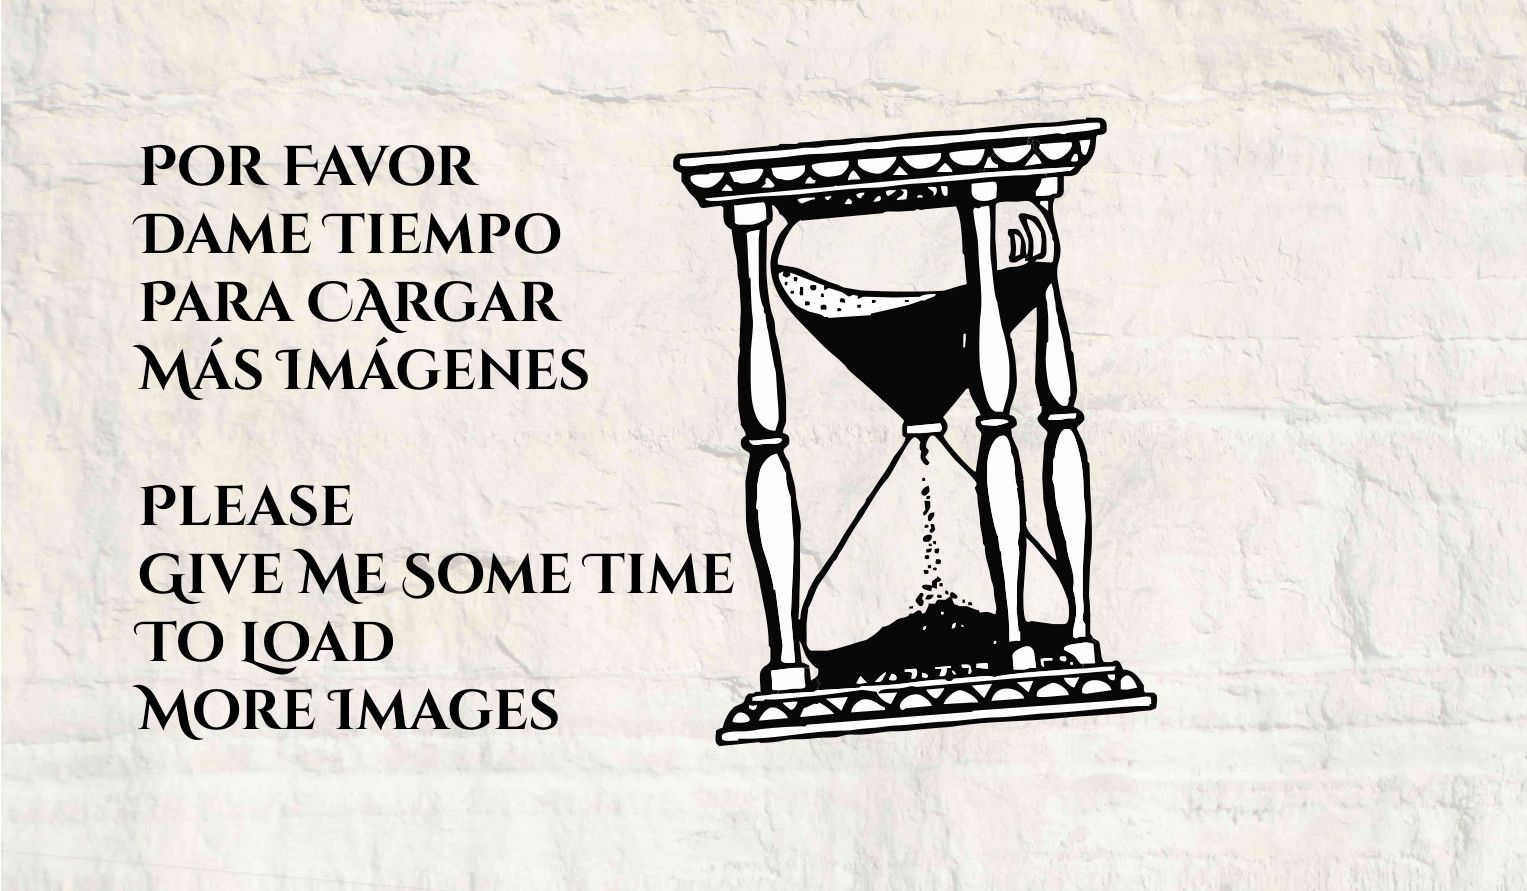 Por Favor
Dame Tiempo
Para Cargar
Más Imágenes
Please
Give Me Some Time
To Load
More Images